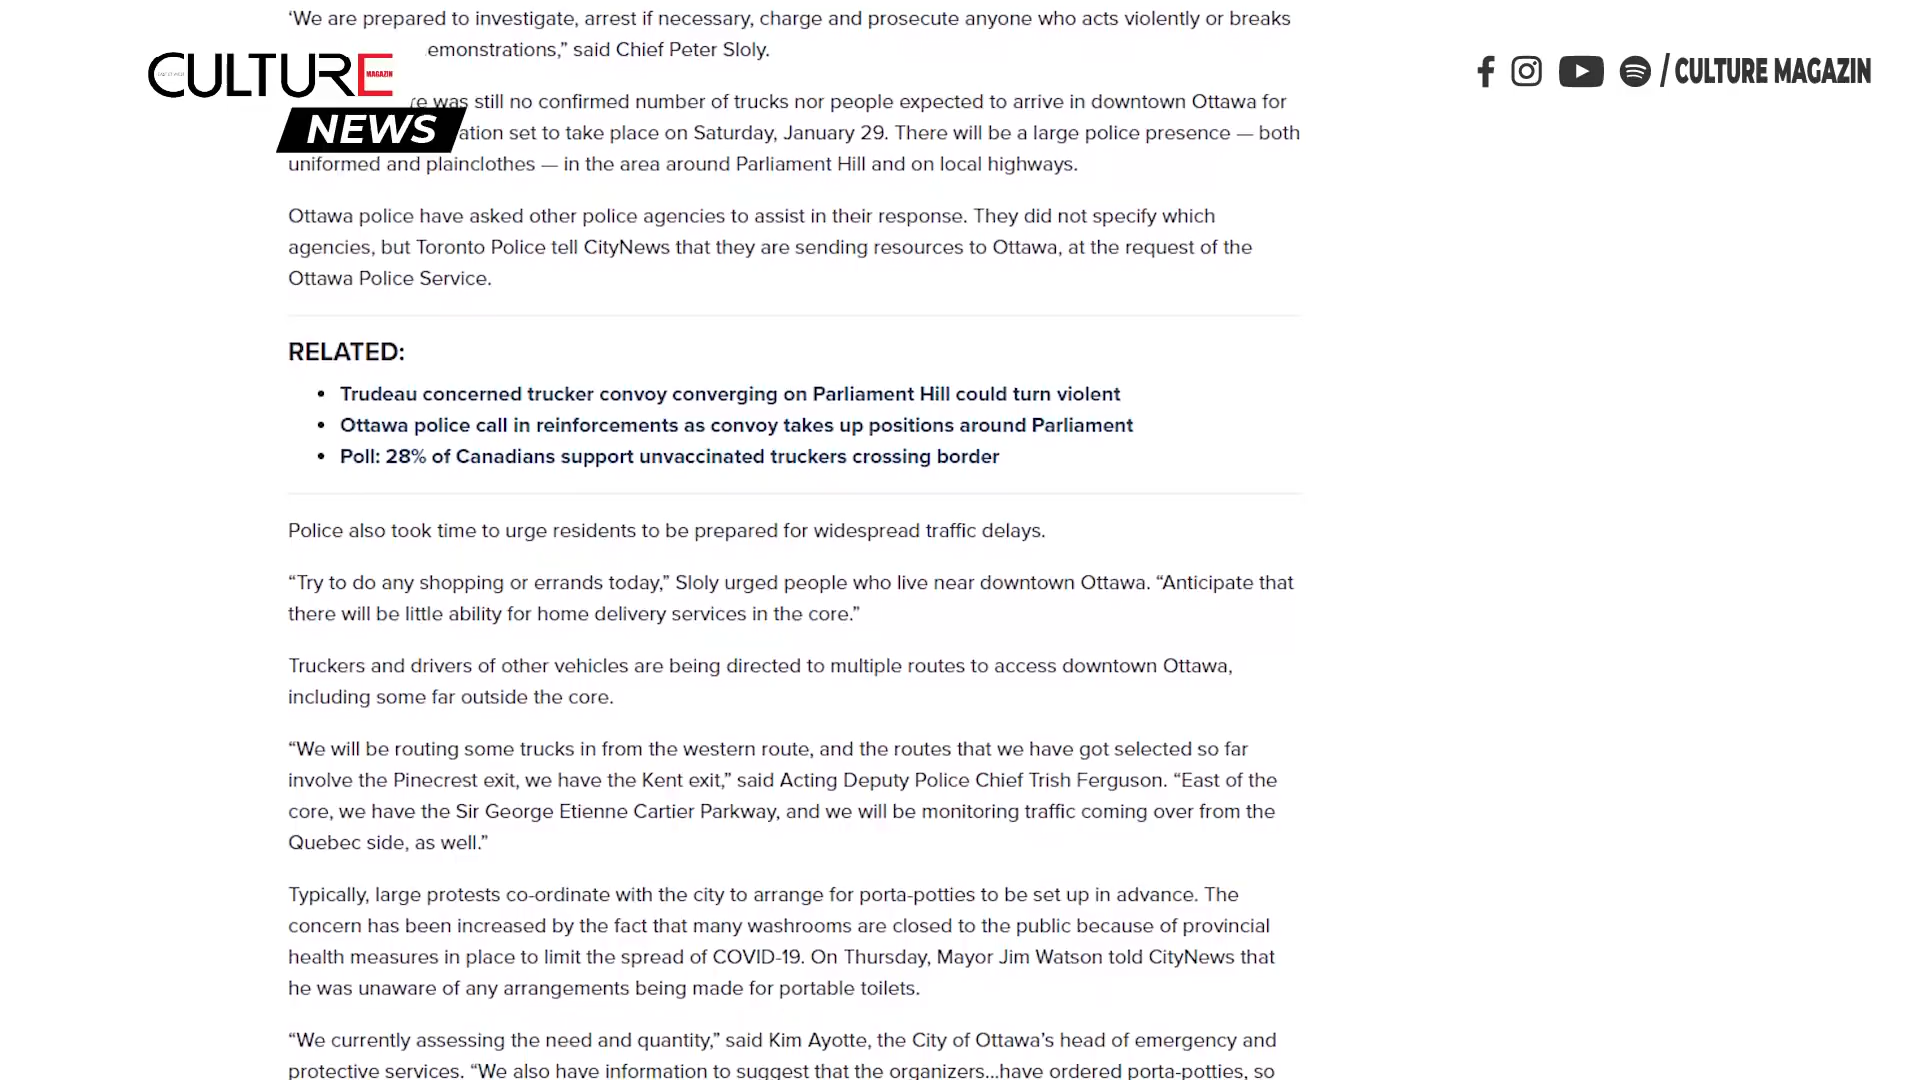 ‘We are prepared to investigate, arrest if necessary, charge and prosecute anyone who acts violently or breaks
emonstrations,” said Chief Peter Sloly.
CULTURE
MAGAZIN
NEWS
/ CULTURE MAGAZIN
re was still no confirmed number of trucks nor people expected to arrive in downtown Ottawa for
ation set to take place on Saturday, January 29. There will be a large police presence — both
uniformed and plainclothes — in the area around Parliament Hill and on local highways.
Ottawa police have asked other police agencies to assist in their response. They did not specify which
agencies, but Toronto Police tell CityNews that they are sending resources to Ottawa, at the request of the
Ottawa Police Service.
RELATED:
• Trudeau concerned trucker convoy converging on Parliament Hill could turn violent
• Ottawa police call in reinforcements as convoy takes up positions around Parliament
• Poll: 28% of Canadians support unvaccinated truckers crossing border
Police also took time to urge residents to be prepared for widespread traffic delays.
“Try to do any shopping or errands today,” Sloly urged people who live near downtown Ottawa. “Anticipate that
there will be little ability for home delivery services in the core.”
Truckers and drivers of other vehicles are being directed to multiple routes to access downtown Ottawa,
including some far outside the core.
“We will be routing some trucks in from the western route, and the routes that we have got selected so far
involve the Pinecrest exit, we have the Kent exit,” said Acting Deputy Police Chief Trish Ferguson. “East of the
core, we have the Sir George Etienne Cartier Parkway, and we will be monitoring traffic coming over from the
Quebec side, as well.”
Typically, large protests co-ordinate with the city to arrange for porta-potties to be set up in advance. The
concern has been increased by the fact that many washrooms are closed to the public because of provincial
health measures in place to limit the spread of COVID-19. On Thursday, Mayor Jim Watson told CityNews that
he was unaware of any arrangements being made for portable toilets.
“We currently assessing the need and quantity,” said Kim Ayotte, the City of Ottawa’s head of emergency and
protective services. “We also have information to suggest that the organizers...have ordered porta-potties, so